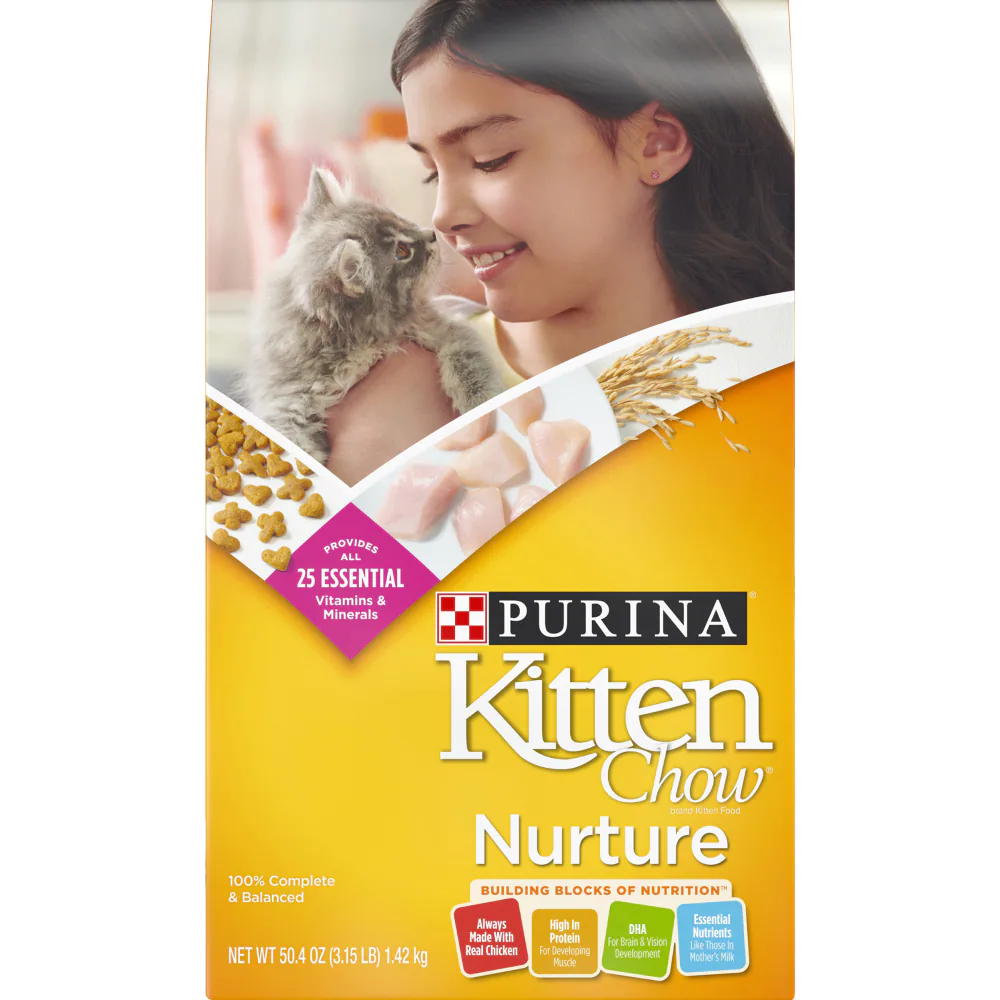 PROVIDES
ALL
25 ESSENTIAL
Vitamins &
Minerals
PURINA®
Kitten
Chow®
brand Kitten Food
Nurture
BUILDING BLOCKS OF NUTRITION™
Always
Made With
Real Chicken
High In
Protein
For Developing
Muscle
DHA
For Brain & Vision
Development
Essential
Nutrients
Like Those In
Mother's Milk
100% Complete
& Balanced
NET WT 50.4 OZ (3.15 LB) 1.42 kg